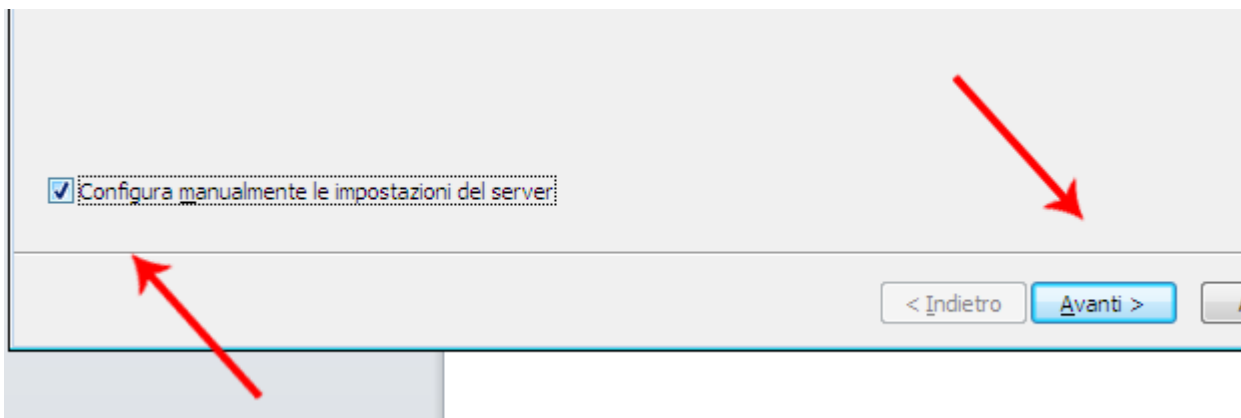 Configura manualmente le impostazioni del server
< Indietro
Avanti >